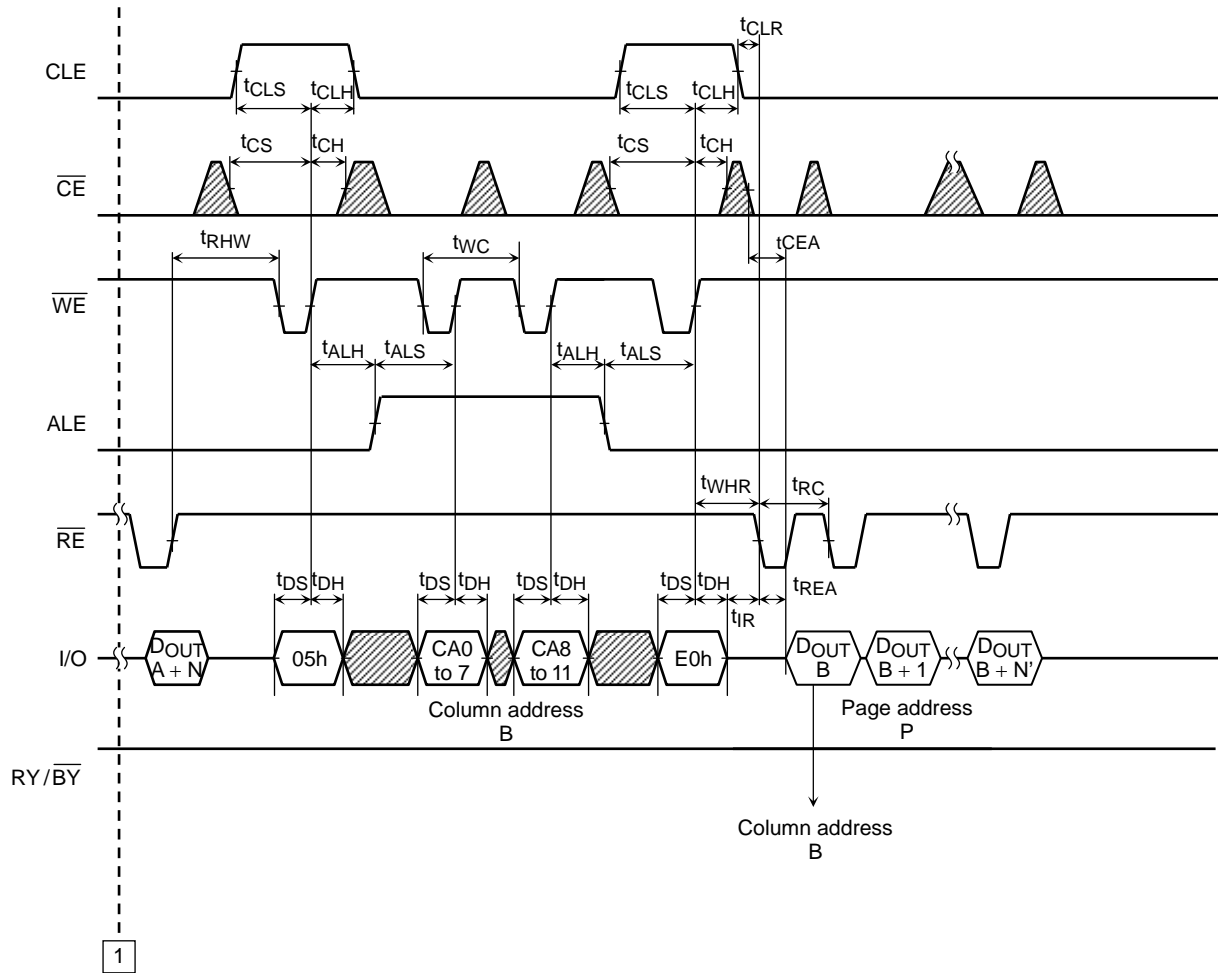 tCLR
CLE
tCLS tCLH tCLS tCLH
tCS tCH tCS tCH
CE
tRHW tWC tCEA
WE
tALH tALS tALH tALS
ALE
tWHR tRC
RE
tDS tDH tDS tDH tDS tDH tDS tDH tIR tREA
I/O
DOUT
A + N
05h
CA0
to 7
CA8
to 11
E0h
DOUT
B
DOUT
B + 1
DOUT
B + N’
Column address
B
Page address
P
RY/BY
Column address
B
1